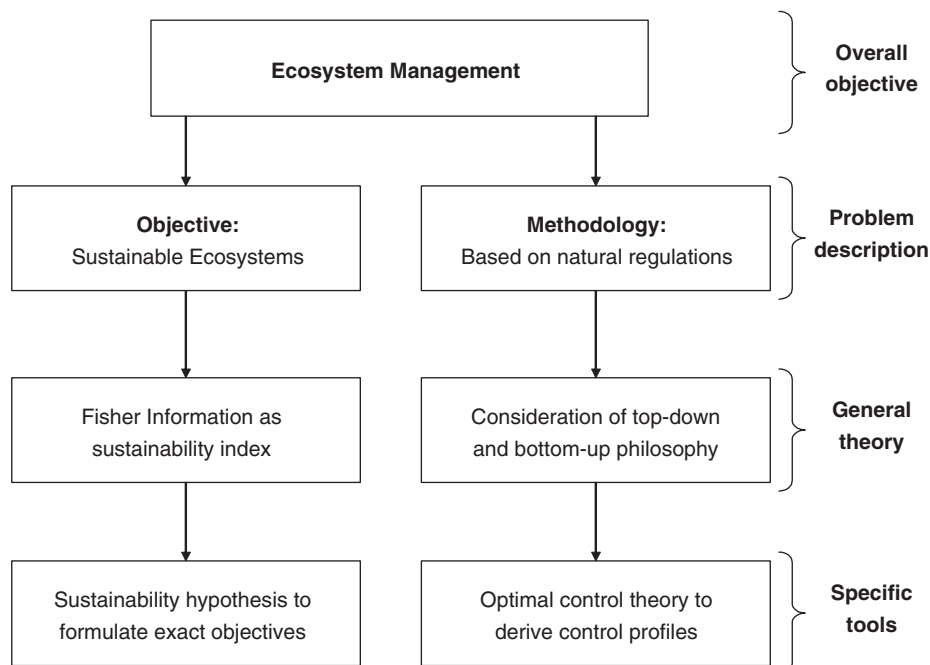 Ecosystem Management
Overall
objective
Objective:
Sustainable Ecosystems
Methodology:
Based on natural regulations
Problem
description
Fisher Information as
sustainability index
Consideration of top-down
and bottom-up philosophy
General
theory
Sustainability hypothesis to
formulate exact objectives
Optimal control theory to
derive control profiles
Specific
tools